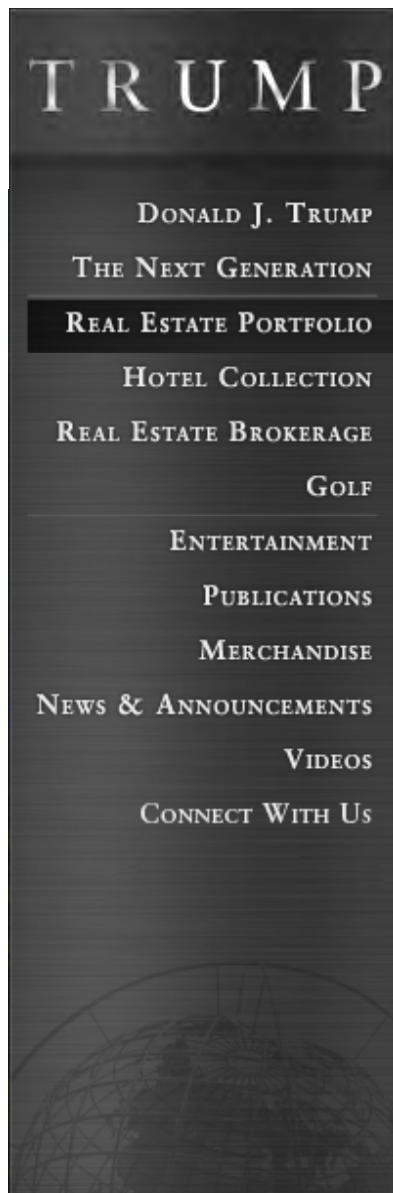 TRUMP
DONALD J. TRUMP
THE NEXT GENERATION
REAL ESTATE PORTFOLIO
HOTEL COLLECTION
REAL ESTATE BROKERAGE
GOLF
ENTERTAINMENT
PUBLICATIONS
MERCHANDISE
NEWS & ANNOUNCEMENTS
VIDEOS
CONNECT WITH US